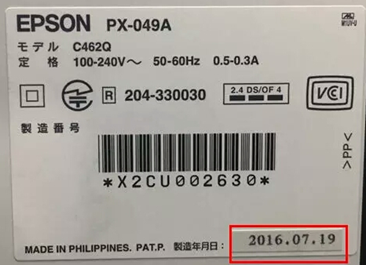 EPSON PX-049A
モデル C462Q
定格 100-240V～ 50-60Hz 0.5-0.3A
R 204-330030 2.4 DS/OF 4 VCI
製造番号
*X2CU002630*
>PP<
MADE IN PHILIPPINES. PAT.P. 製造年月日: 2016.07.19